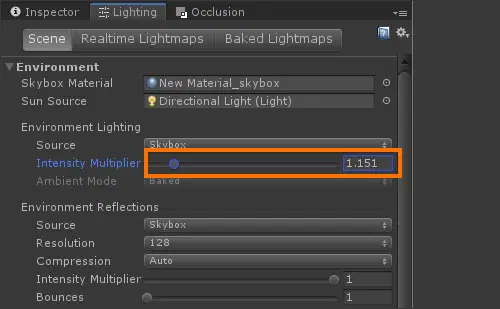 Inspector Lighting Occlusion
Scene Realtime Lightmaps Baked Lightmaps
Environment
Skybox Material New Material_skybox
Sun Source Directional Light (Light)
Environment Lighting
Source Skybox
Intensity Multiplier 1.151
Ambient Mode Baked
Environment Reflections
Source Skybox
Resolution 128
Compression Auto
Intensity Multiplier 1
Bounces 1